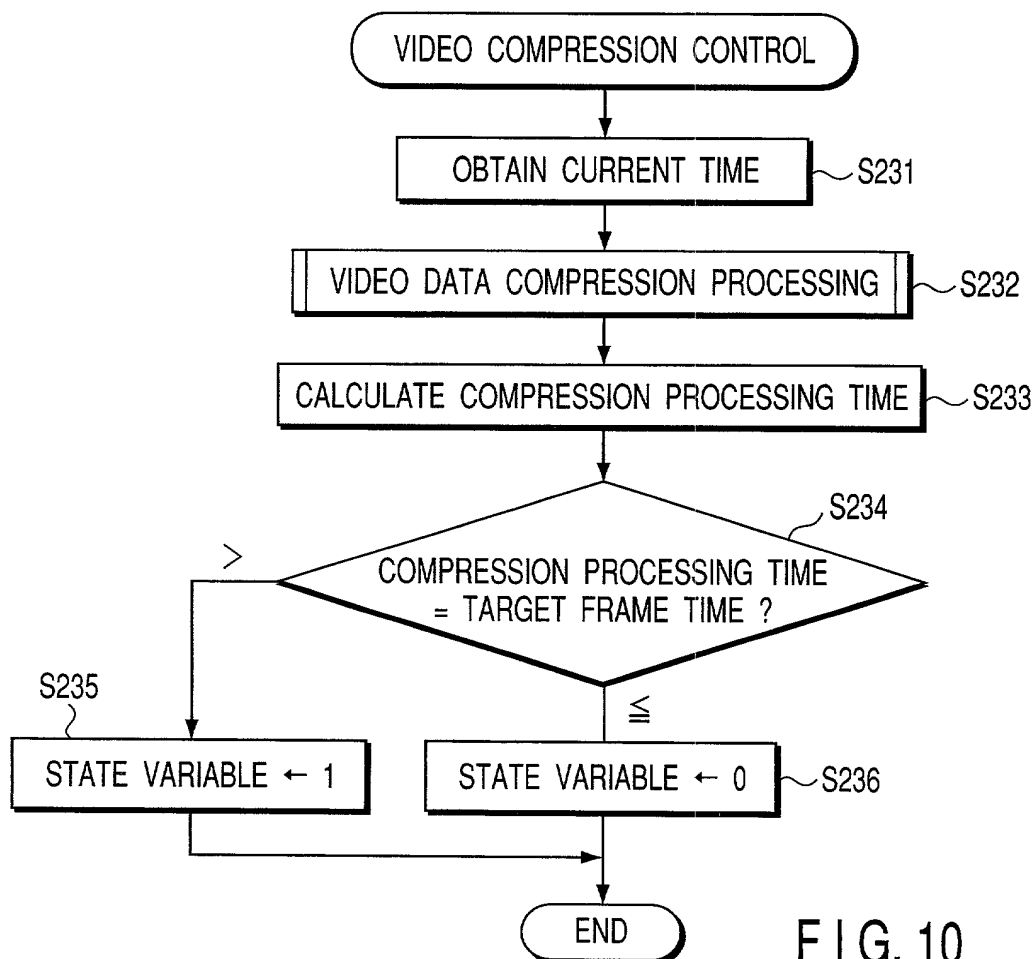 VIDEO COMPRESSION CONTROL
OBTAIN CURRENT TIME
S231
VIDEO DATA COMPRESSION PROCESSING
S232
CALCULATE COMPRESSION PROCESSING TIME
S233
S234
COMPRESSION PROCESSING TIME
= TARGET FRAME TIME ?
>
≦
S235
STATE VARIABLE ← 1
STATE VARIABLE ← 0
S236
END
FIG. 10